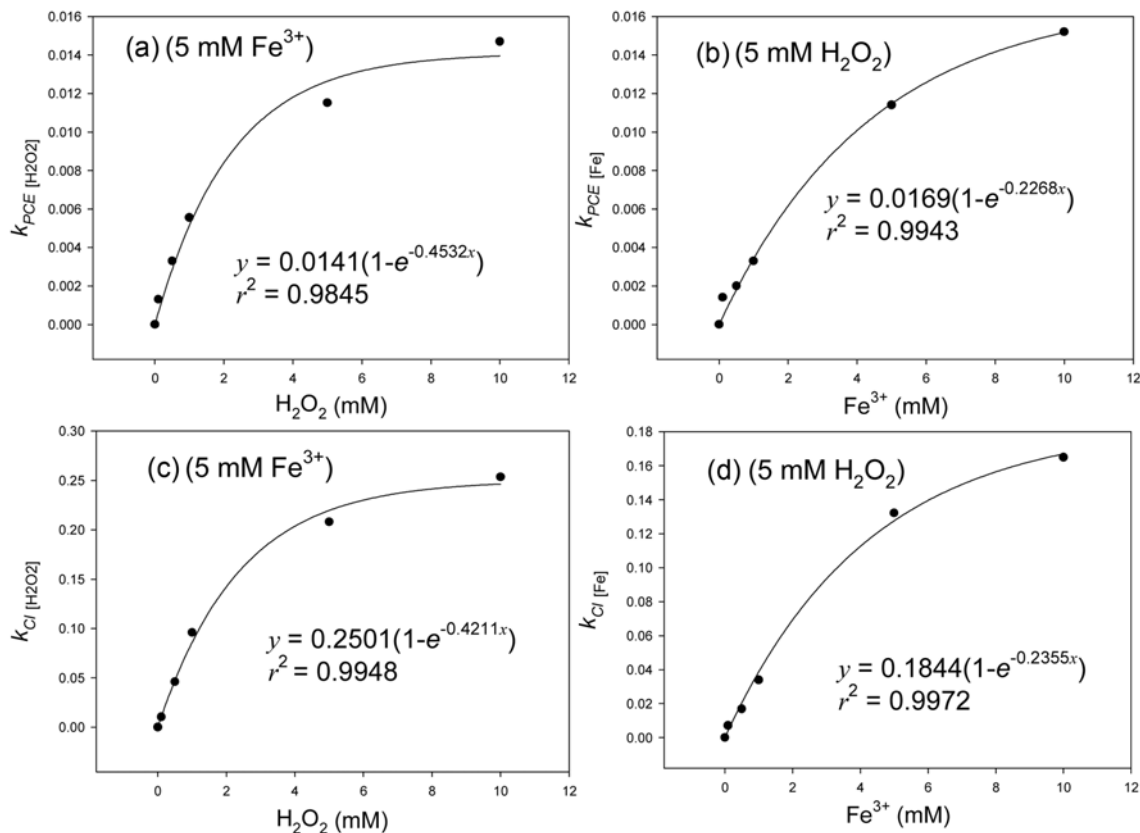 (a) (5 mM Fe³⁺)
k_PCE [H2O2]
0.016
0.014
0.012
0.010
0.008
0.006
0.004
0.002
0.000
y = 0.0141(1-e^-0.4532x)
r² = 0.9845
0 2 4 6 8 10 12
H₂O₂ (mM)
(b) (5 mM H₂O₂)
k_PCE [Fe]
0.016
0.014
0.012
0.010
0.008
0.006
0.004
0.002
0.000
y = 0.0169(1-e^-0.2268x)
r² = 0.9943
0 2 4 6 8 10 12
Fe³⁺ (mM)
(c) (5 mM Fe³⁺)
k_Cl [H2O2]
0.30
0.25
0.20
0.15
0.10
0.05
0.00
y = 0.2501(1-e^-0.4211x)
r² = 0.9948
0 2 4 6 8 10 12
H₂O₂ (mM)
(d) (5 mM H₂O₂)
k_Cl [Fe]
0.18
0.16
0.14
0.12
0.10
0.08
0.06
0.04
0.02
0.00
y = 0.1844(1-e^-0.2355x)
r² = 0.9972
0 2 4 6 8 10 12
Fe³⁺ (mM)